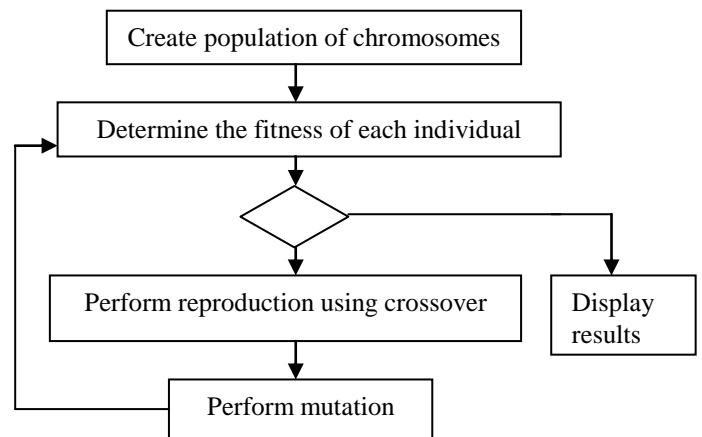 Create population of chromosomes
Determine the fitness of each individual
Perform reproduction using crossover
Display
results
Perform mutation